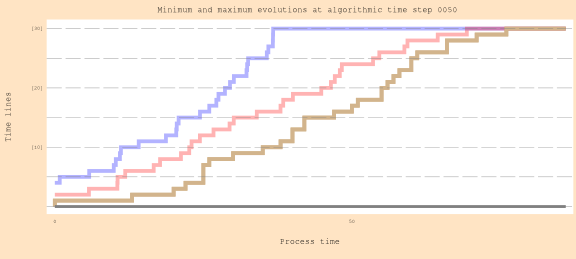 Minimum and maximum evolutions at algorithmic time step 0050
[30]
[20]
[10]
Time lines
0
50
Process time